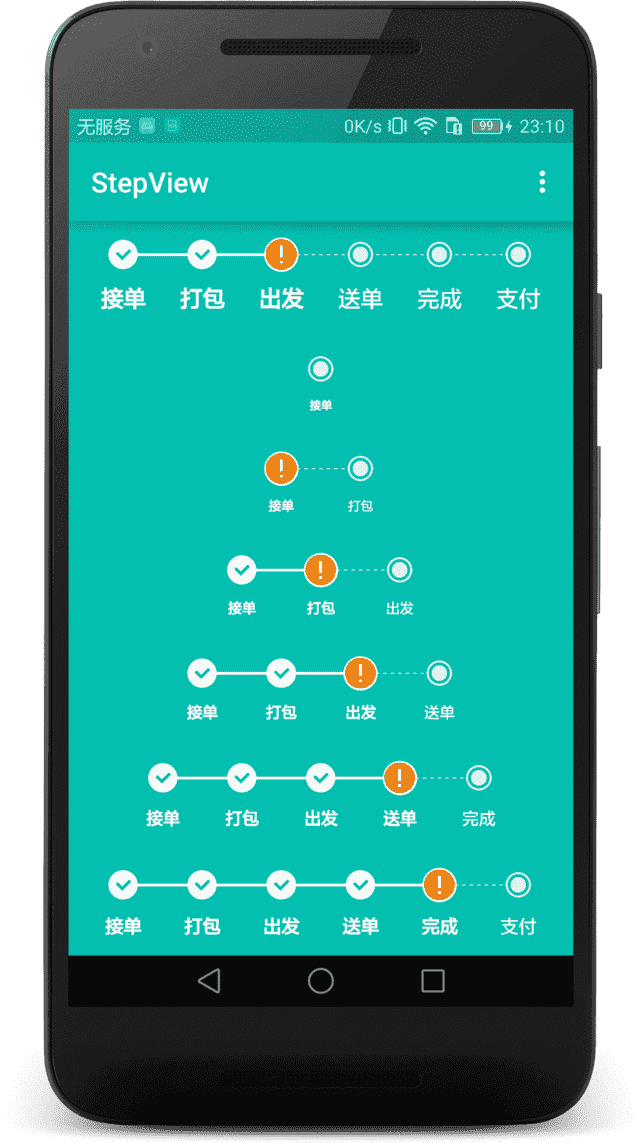 无服务 0K/s 99 23:10
StepView
接单 打包 出发 送单 完成 支付
接单
接单 打包
接单 打包 出发
接单 打包 出发 送单
接单 打包 出发 送单 完成
接单 打包 出发 送单 完成 支付